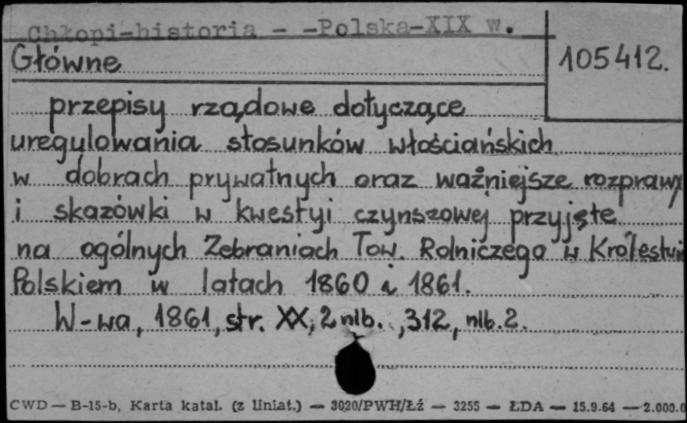 Chłopi-historia - -Polska-XIX w.
Główne
105412.
przepisy rządowe dotyczące
uregulowania stosunków włościańskich
w dobrach prywatnych oraz ważniejsze rozprawy
i skazówki w kwestyi czynszowej przyjęte
na ogólnych Zebraniach Tow. Rolniczego w Królestwie
Polskiem w latach 1860 i 1861.
W-wa, 1861, str. XX, 2 nlb., 312, nlb. 2.
CWD — B-15-b, Karta katal. (z liniat.) — 3020/PWH/Łź — 3255 — ŁDA — 15.9.64 — 2.000.0